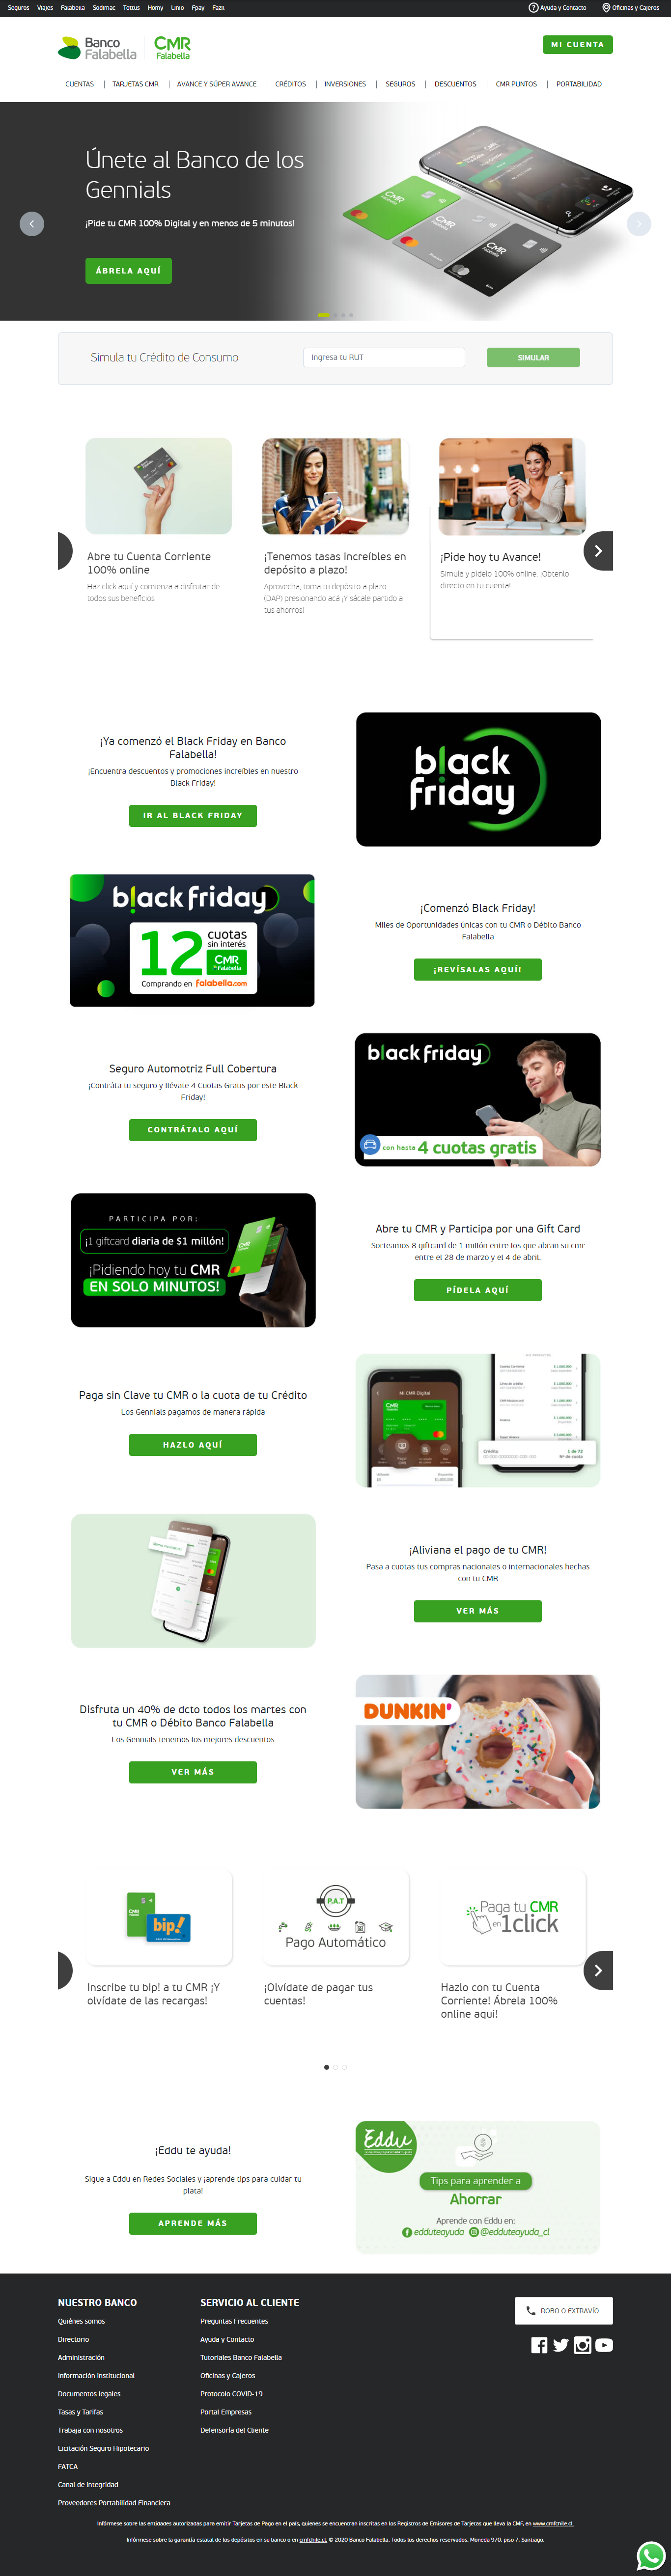 Seguros Viajes Falabella Sodimac Tottus Homy Linio Fpay Fazil
Ayuda y Contacto Oficinas y Cajeros
Banco Falabella
CMR Falabella
MI CUENTA
CUENTAS TARJETAS CMR AVANCE Y SÚPER AVANCE CRÉDITOS INVERSIONES SEGUROS DESCUENTOS CMR PUNTOS PORTABILIDAD
Únete al Banco de los
Gennials
¡Pide tu CMR 100% Digital y en menos de 5 minutos!
ÁBRELA AQUÍ
Simula tu Crédito de Consumo
Ingresa tu RUT
SIMULAR
Abre tu Cuenta Corriente
100% online
Haz click aquí y comienza a disfrutar de
todos sus beneficios
¡Tenemos tasas increíbles en
depósito a plazo!
Aprovecha, toma tu depósito a plazo
(DAP) presionando acá ¡Y sácale partido a
tus ahorros!
¡Pide hoy tu Avance!
Simula y pídelo 100% online. ¡Obtenlo
directo en tu cuenta!
¡Ya comenzó el Black Friday en Banco
Falabella!
¡Encuentra descuentos y promociones increíbles en nuestro
Black Friday!
IR AL BLACK FRIDAY
black
friday
black friday
12 cuotas
sin interés
CMR
Falabella
Comprando en falabella.com
¡Comenzó Black Friday!
Miles de Oportunidades únicas con tu CMR o Débito Banco
Falabella
¡REVÍSALAS AQUÍ!
Seguro Automotriz Full Cobertura
¡Contráta tu seguro y llévate 4 Cuotas Gratis por este Black
Friday!
CONTRÁTALO AQUÍ
black friday
con hasta 4 cuotas gratis
PARTICIPA POR:
¡1 giftcard diaria de $1 millón!
¡Pidiendo hoy tu CMR
EN SOLO MINUTOS!
Abre tu CMR y Participa por una Gift Card
Sorteamos 8 giftcard de 1 millón entre los que abran su cmr
entre el 28 de marzo y el 4 de abril.
PÍDELA AQUÍ
Paga sin Clave tu CMR o la cuota de tu Crédito
Los Gennials pagamos de manera rápida
HAZLO AQUÍ
Mi CMR Digital
CMR
Crédito
1 de 72
Nº de cuota
¡Aliviana el pago de tu CMR!
Pasa a cuotas tus compras nacionales o internacionales hechas
con tu CMR
VER MÁS
Disfruta un 40% de dcto todos los martes con
tu CMR o Débito Banco Falabella
Los Gennials tenemos los mejores descuentos
VER MÁS
DUNKIN'
CMR
bip!
Inscribe tu bip! a tu CMR ¡Y
olvídate de las recargas!
P.A.T
Pago Automático
¡Olvídate de pagar tus
cuentas!
Paga tu CMR
en 1click
Hazlo con tu Cuenta
Corriente! Ábrela 100%
online aqui!
¡Eddu te ayuda!
Sigue a Eddu en Redes Sociales y ¡aprende tips para cuidar tu
plata!
APRENDE MÁS
Eddu
Tips para aprender a
Ahorrar
Aprende con Eddu en:
edduteayuda @edduteayuda_cl
NUESTRO BANCO
Quiénes somos
Directorio
Administración
Información institucional
Documentos legales
Tasas y Tarifas
Trabaja con nosotros
Licitación Seguro Hipotecario
FATCA
Canal de integridad
Proveedores Portabilidad Financiera
SERVICIO AL CLIENTE
Preguntas Frecuentes
Ayuda y Contacto
Tutoriales Banco Falabella
Oficinas y Cajeros
Protocolo COVID-19
Portal Empresas
Defensoría del Cliente
ROBO O EXTRAVÍO
Infórmese sobre las entidades autorizadas para emitir Tarjetas de Pago en el país, quienes se encuentran inscritas en los Registros de Emisores de Tarjetas que lleva la CMF, en www.cmfchile.cl.
Infórmese sobre la garantía estatal de los depósitos en su banco o en cmfchile.cl. © 2020 Banco Falabella. Todos los derechos reservados. Moneda 970, piso 7, Santiago.